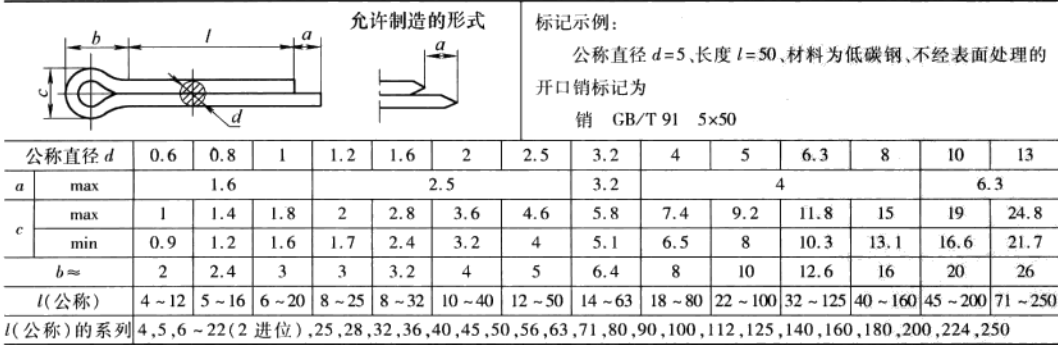 允许制造的形式
b l a a
c d
标记示例:
公称直径 d=5、长度 l=50、材料为低碳钢、不经表面处理的
开口销标记为
销 GB/T 91 5×50
公称直径 d 0.6 0.8 1 1.2 1.6 2 2.5 3.2 4 5 6.3 8 10 13
a max 1.6 2.5 3.2 4 6.3
c max 1 1.4 1.8 2 2.8 3.6 4.6 5.8 7.4 9.2 11.8 15 19 24.8
min 0.9 1.2 1.6 1.7 2.4 3.2 4 5.1 6.5 8 10.3 13.1 16.6 21.7
b≈ 2 2.4 3 3 3.2 4 5 6.4 8 10 12.6 16 20 26
l(公称) 4~12 5~16 6~20 8~25 8~32 10~40 12~50 14~63 18~80 22~100 32~125 40~160 45~200 71~250
l(公称)的系列 4,5,6~22(2 进位),25,28,32,36,40,45,50,56,63,71,80,90,100,112,125,140,160,180,200,224,250